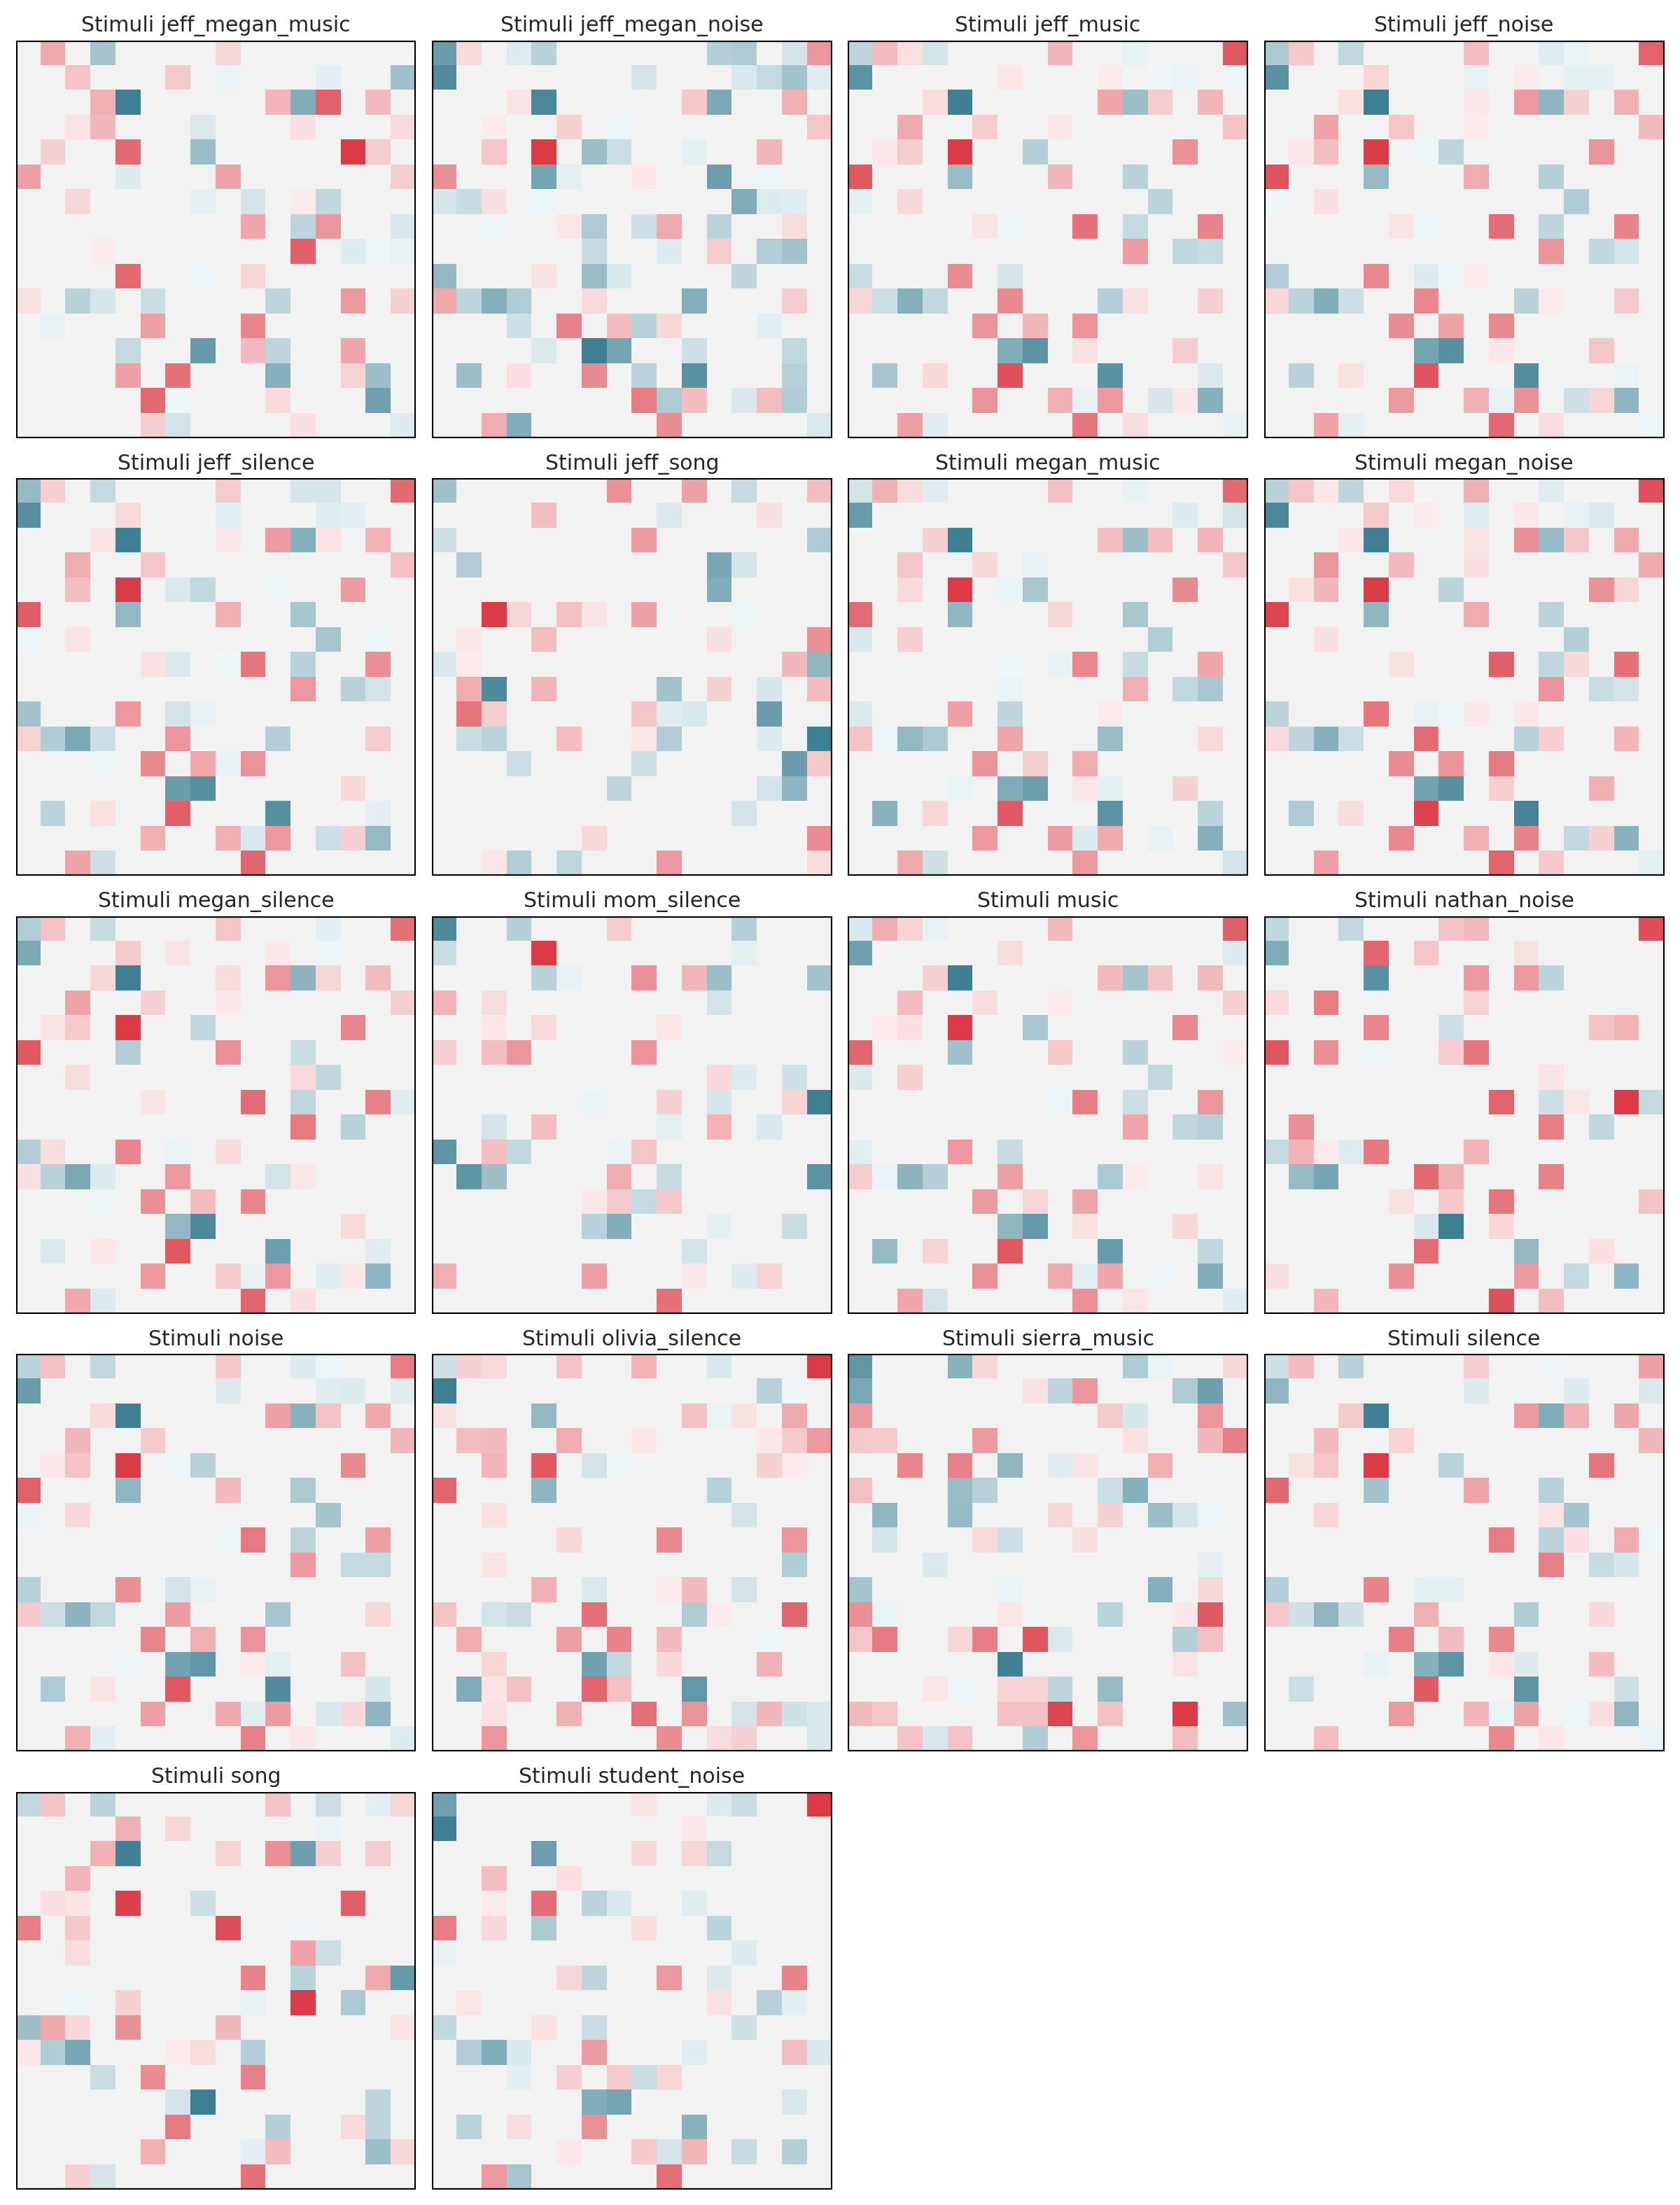 Stimuli jeff_megan_music
Stimuli jeff_megan_noise
Stimuli jeff_music
Stimuli jeff_noise
Stimuli jeff_silence
Stimuli jeff_song
Stimuli megan_music
Stimuli megan_noise
Stimuli megan_silence
Stimuli mom_silence
Stimuli music
Stimuli nathan_noise
Stimuli noise
Stimuli olivia_silence
Stimuli sierra_music
Stimuli silence
Stimuli song
Stimuli student_noise